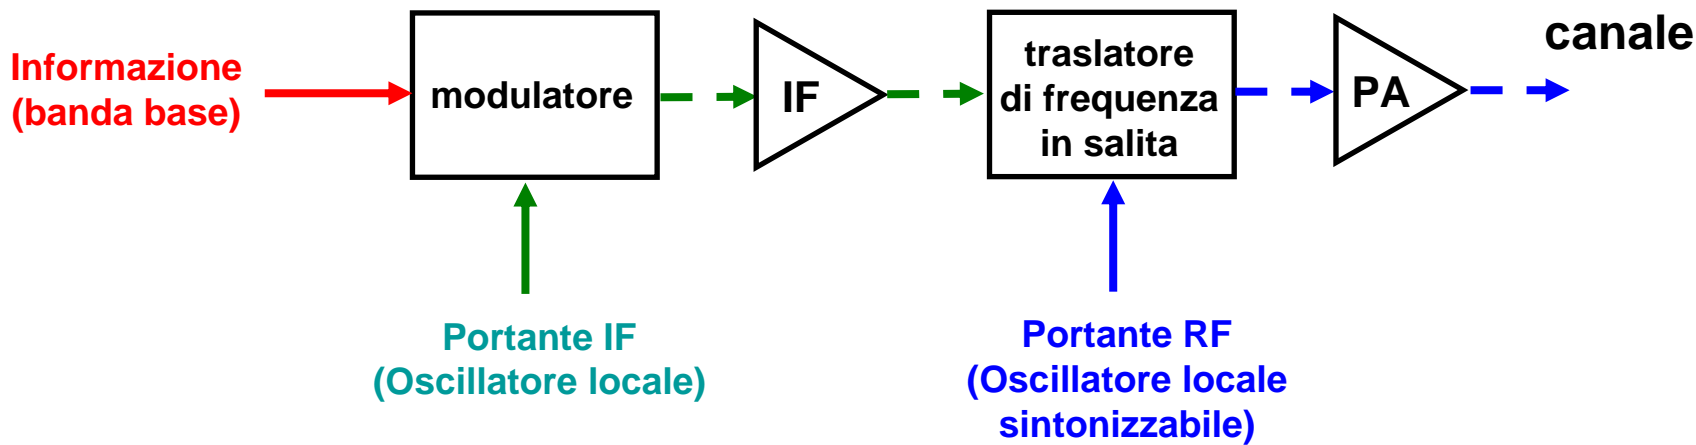 Informazione
(banda base)
modulatore
IF
traslatore
di frequenza
in salita
PA
canale
Portante IF
(Oscillatore locale)
Portante RF
(Oscillatore locale
sintonizzabile)